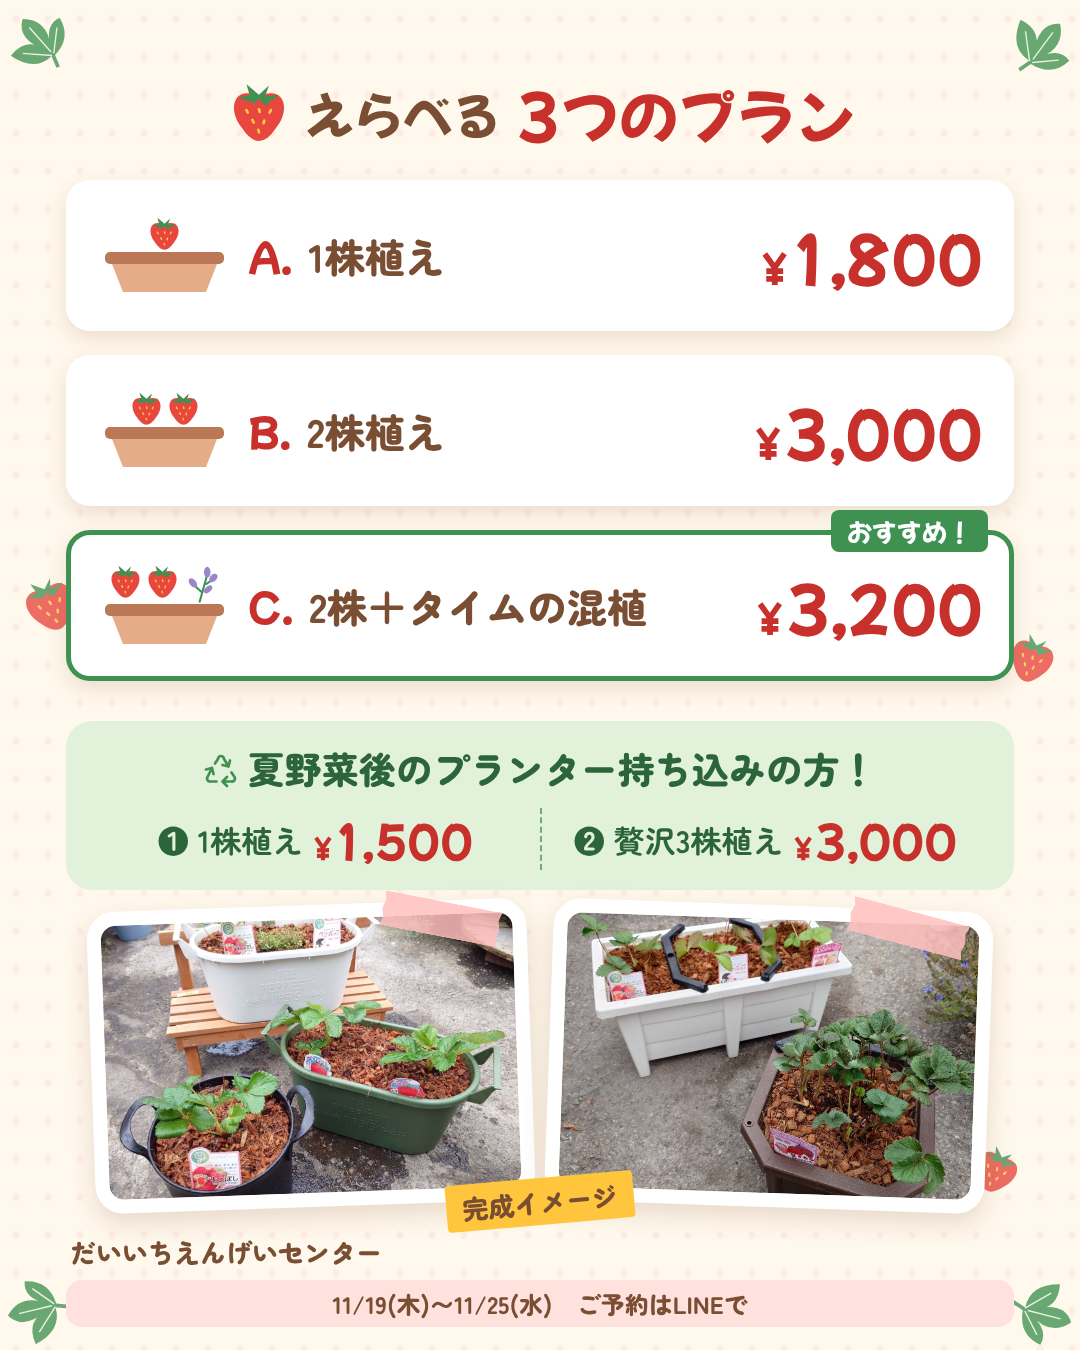 えらべる 3つのプラン
A. 1株植え ¥1,800
B. 2株植え ¥3,000
おすすめ！
C. 2株＋タイムの混植 ¥3,200
夏野菜後のプランター持ち込みの方！
❶ 1株植え ¥1,500
❷ 贅沢3株植え ¥3,000
完成イメージ
だいいちえんげいセンター
11/19(木)〜11/25(水)　ご予約はLINEで